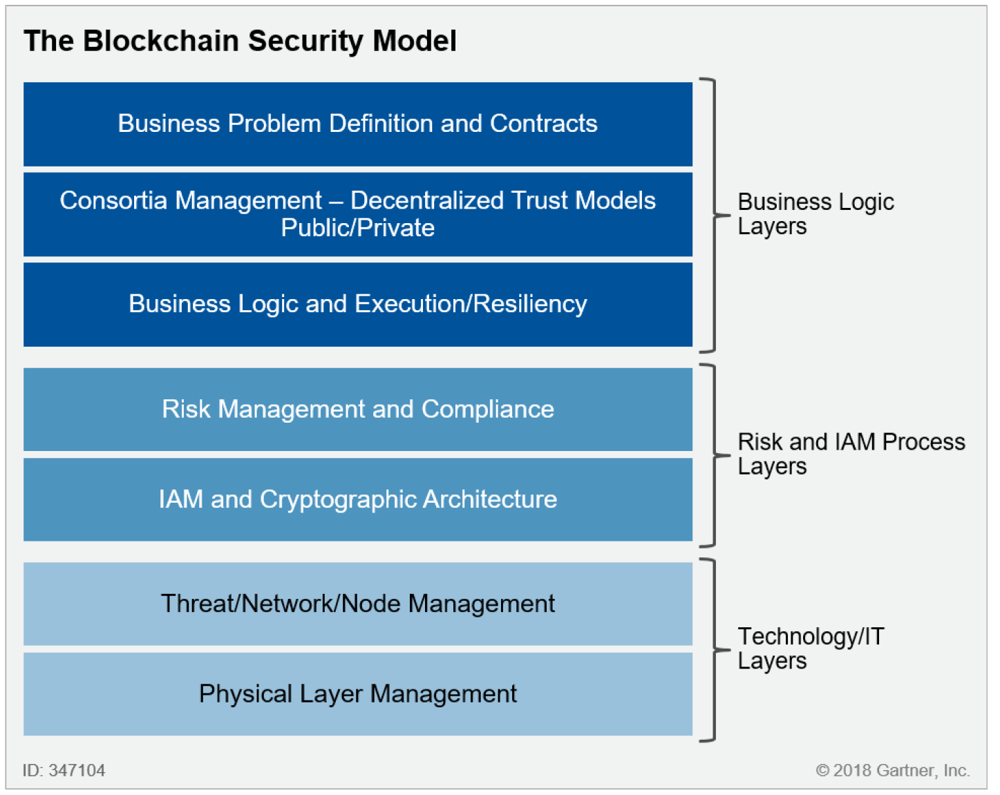 The Blockchain Security Model
Business Problem Definition and Contracts
Consortia Management – Decentralized Trust Models
Public/Private
Business Logic and Execution/Resiliency
Business Logic
Layers
Risk Management and Compliance
IAM and Cryptographic Architecture
Risk and IAM Process
Layers
Threat/Network/Node Management
Physical Layer Management
Technology/IT
Layers
ID: 347104
© 2018 Gartner, Inc.